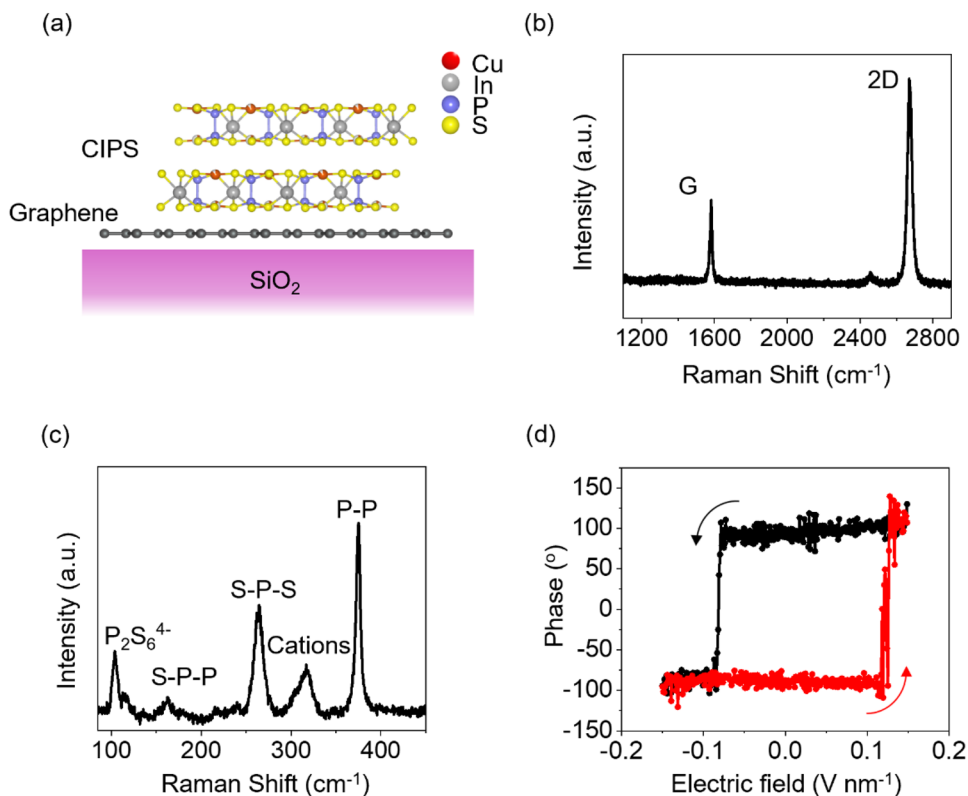 (a)
Cu
In
P
S
CIPS
Graphene
SiO₂
(b)
2D
G
Intensity (a.u.)
1200 1600 2000 2400 2800
Raman Shift (cm⁻¹)
(c)
P-P
S-P-S
P₂S₆⁴⁻
Cations
S-P-P
Intensity (a.u.)
100 200 300 400
Raman Shift (cm⁻¹)
(d)
150
100
50
0
-50
-100
-150
Phase (°)
-0.2 -0.1 0.0 0.1 0.2
Electric field (V nm⁻¹)